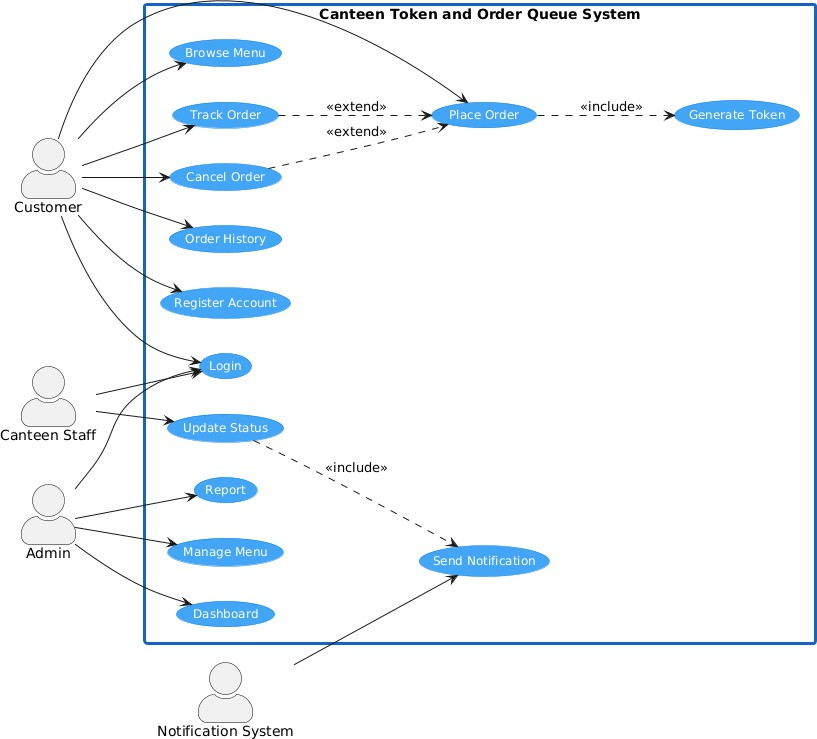 Canteen Token and Order Queue System
Browse Menu
Track Order
«extend»
Place Order
«include»
Generate Token
«extend»
Cancel Order
Customer
Order History
Register Account
Login
Canteen Staff
Update Status
«include»
Report
Admin
Manage Menu
Send Notification
Dashboard
Notification System